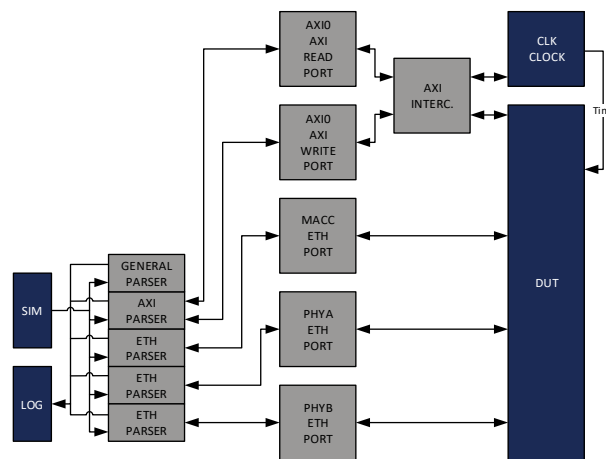 AXI0
AXI
READ
PORT
CLK
CLOCK
AXI
INTERC.
AXI0
AXI
WRITE
PORT
MACC
ETH
PORT
GENERAL
PARSER
SIM
AXI
PARSER
ETH
PARSER
PHYA
ETH
PORT
DUT
ETH
PARSER
LOG
ETH
PARSER
PHYB
ETH
PORT